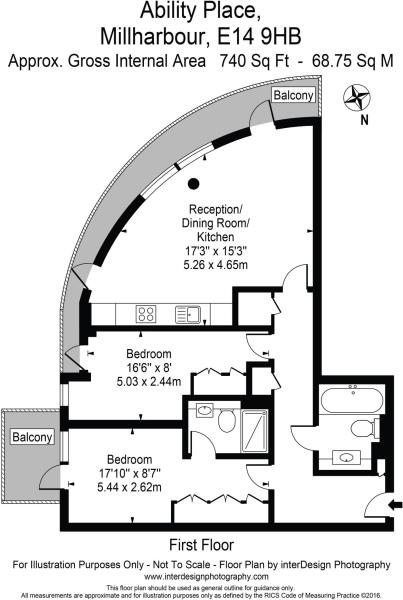 Ability Place,
Millharbour, E14 9HB
Approx. Gross Internal Area 740 Sq Ft - 68.75 Sq M
Balcony
N
Reception/
Dining Room/
Kitchen
17'3" x 15'3"
5.26 x 4.65m
Bedroom
16'6" x 8'
5.03 x 2.44m
Balcony
Bedroom
17'10" x 8'7"
5.44 x 2.62m
First Floor
For Illustration Purposes Only - Not To Scale - Floor Plan by interDesign Photography
www.interdesignphotography.com
This floor plan should be used as general outline for guidance only.
All measurements are approximate and for illustration purposes only as defined by the RICS Code of Measuring Practice ©2016.